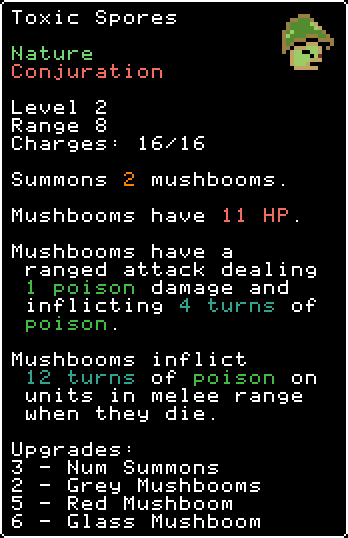 Toxic Spores
Nature
Conjuration
Level 2
Range 8
Charges: 16/16
Summons 2 mushbooms.
Mushbooms have 11 HP.
Mushbooms have a
ranged attack dealing
1 poison damage and
inflicting 4 turns of
poison.
Mushbooms inflict
12 turns of poison on
units in melee range
when they die.
Upgrades:
3 - Num Summons
2 - Grey Mushbooms
5 - Red Mushboom
6 - Glass Mushboom